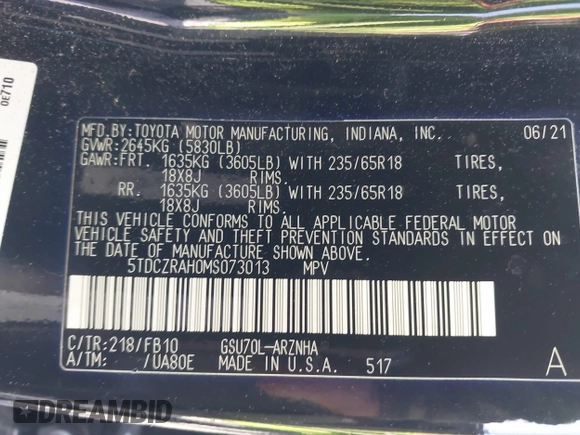 0E710
MFD.BY:TOYOTA MOTOR MANUFACTURING, INDIANA, INC. 06/21
GVWR:2645KG (5830LB)
GAWR:FRT. 1635KG (3605LB) WITH 235/65R18 TIRES,
18X8J RIMS.
RR. 1635KG (3605LB) WITH 235/65R18 TIRES,
18X8J RIMS.
THIS VEHICLE CONFORMS TO ALL APPLICABLE FEDERAL MOTOR
VEHICLE SAFETY AND THEFT PREVENTION STANDARDS IN EFFECT ON
THE DATE OF MANUFACTURE SHOWN ABOVE.
5TDCZRAH0MS073013 MPV
C/TR:218/FB10 GSU70L-ARZNHA
A/TM: /UA80E MADE IN U.S.A. 517 A
DREAMBID